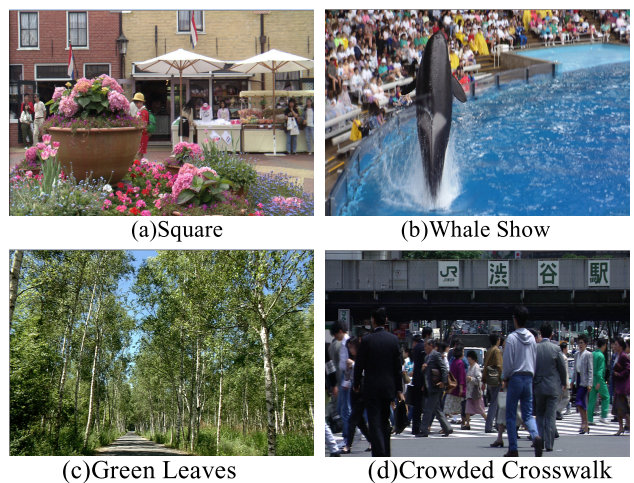 (a)Square
(b)Whale Show
JR 渋谷駅
(c)Green Leaves
(d)Crowded Crosswalk